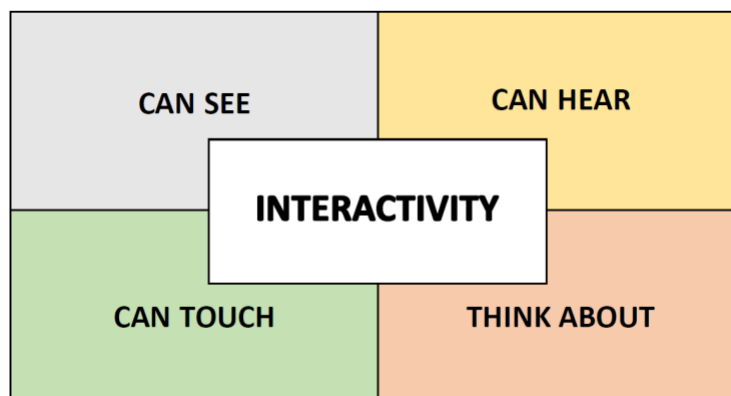 CAN SEE
CAN HEAR
INTERACTIVITY
CAN TOUCH
THINK ABOUT